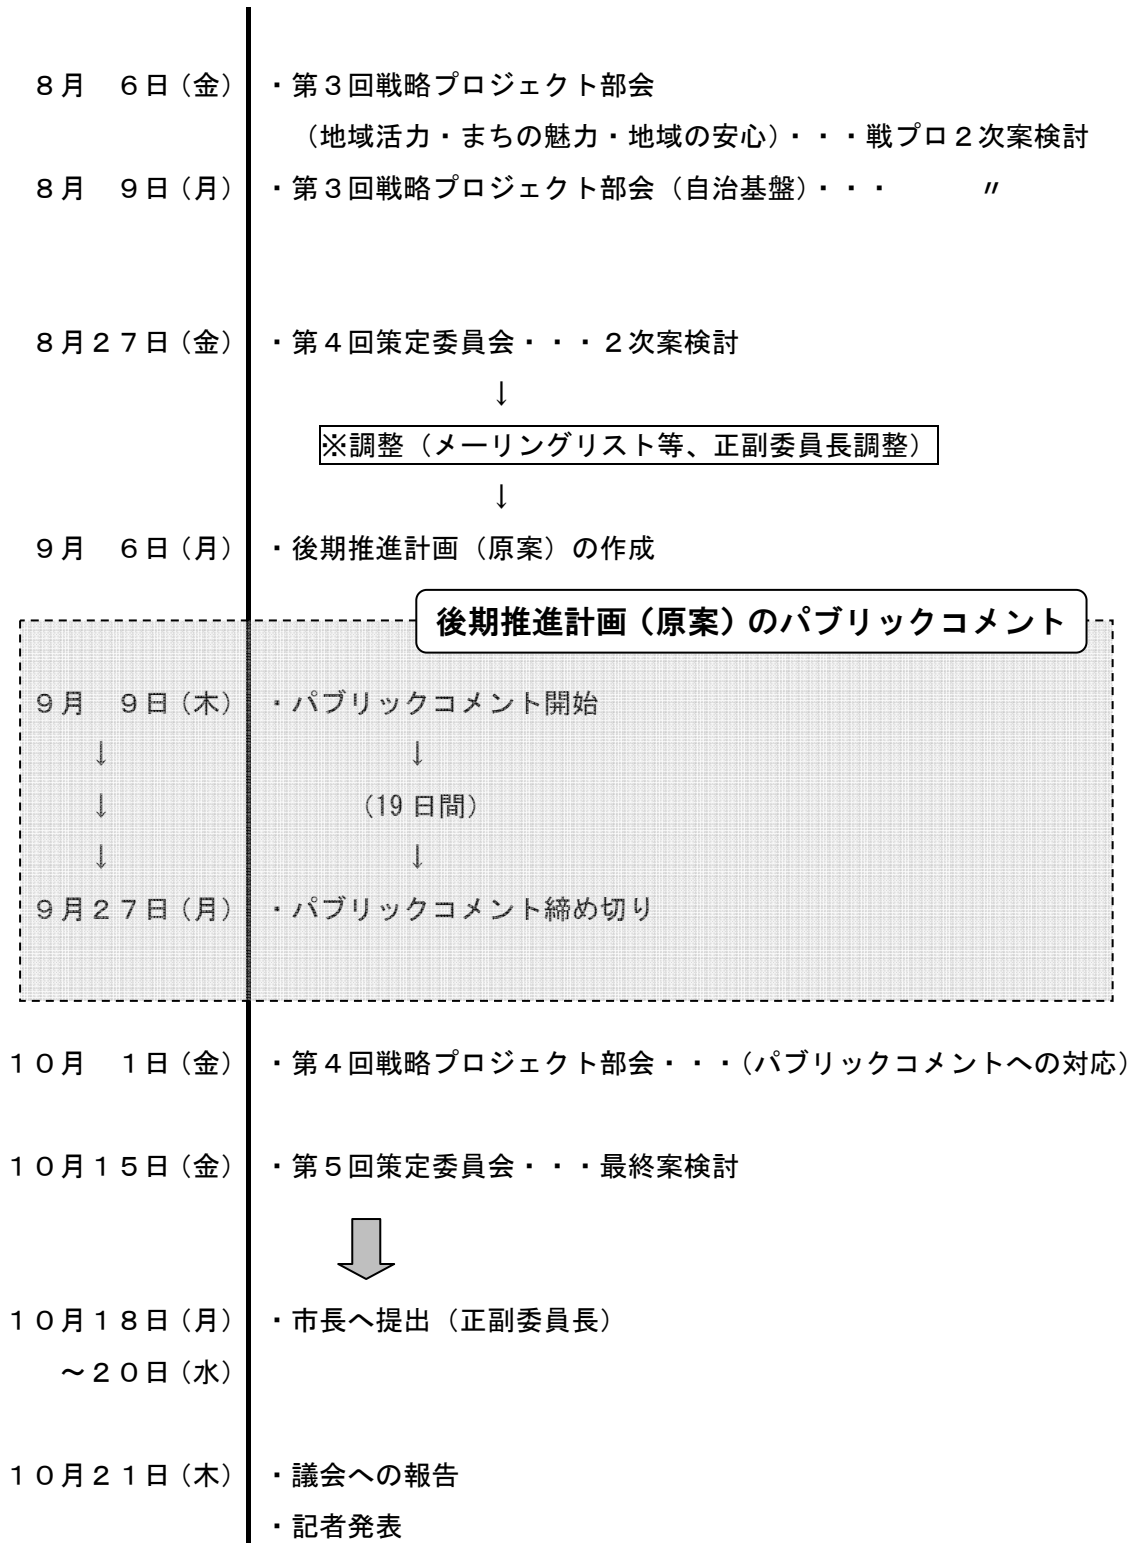 ８月　６日（金）　・第３回戦略プロジェクト部会
（地域活力・まちの魅力・地域の安心）・・・戦プロ２次案検討
８月　９日（月）　・第３回戦略プロジェクト部会（自治基盤）・・・　　〃
８月２７日（金）　・第４回策定委員会・・・２次案検討
↓
※調整（メーリングリスト等、正副委員長調整）
↓
９月　６日（月）　・後期推進計画（原案）の作成
後期推進計画（原案）のパブリックコメント
９月　９日（木）　・パブリックコメント開始
↓　↓
↓　（19日間）
↓　↓
９月２７日（月）　・パブリックコメント締め切り
１０月　１日（金）　・第４回戦略プロジェクト部会・・・（パブリックコメントへの対応）
１０月１５日（金）　・第５回策定委員会・・・最終案検討
１０月１８日（月）　・市長へ提出（正副委員長）
～２０日（水）
１０月２１日（木）　・議会への報告
・記者発表